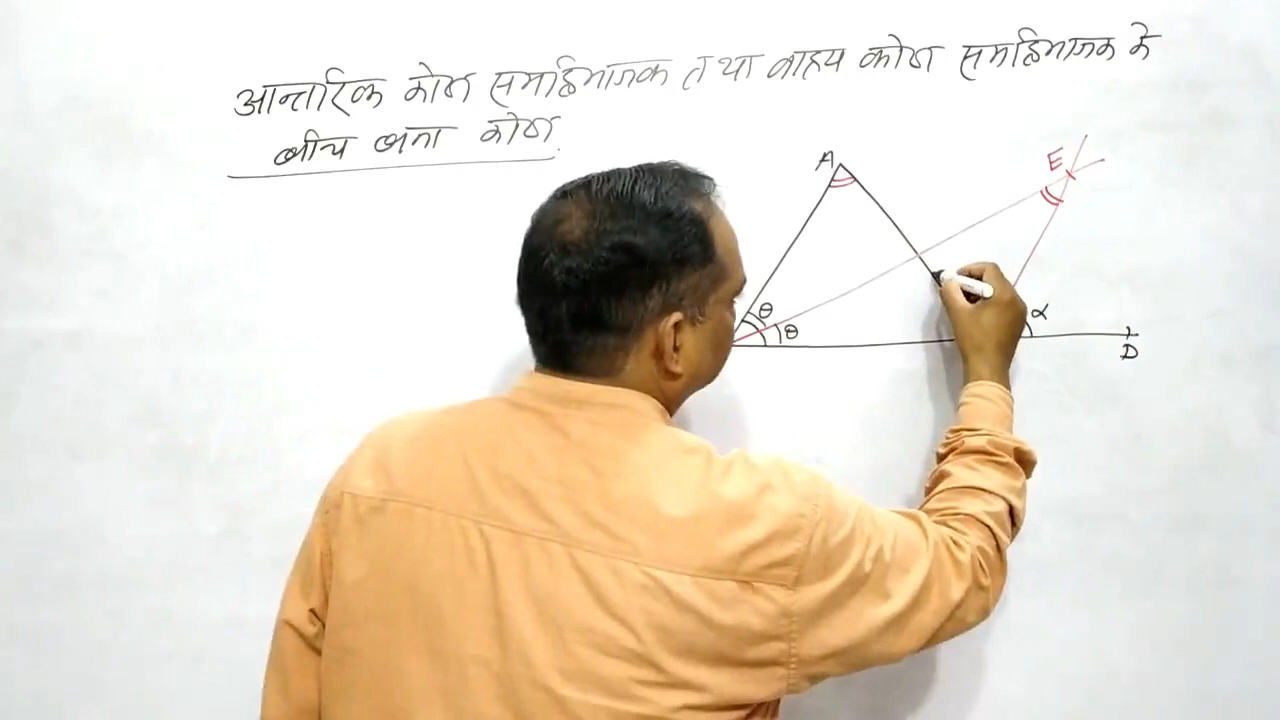 आन्तरिक कोण समद्विभाजक तथा बाह्य कोण समद्विभाजक के
बीच बना कोण
A
E
θ
θ
α
D